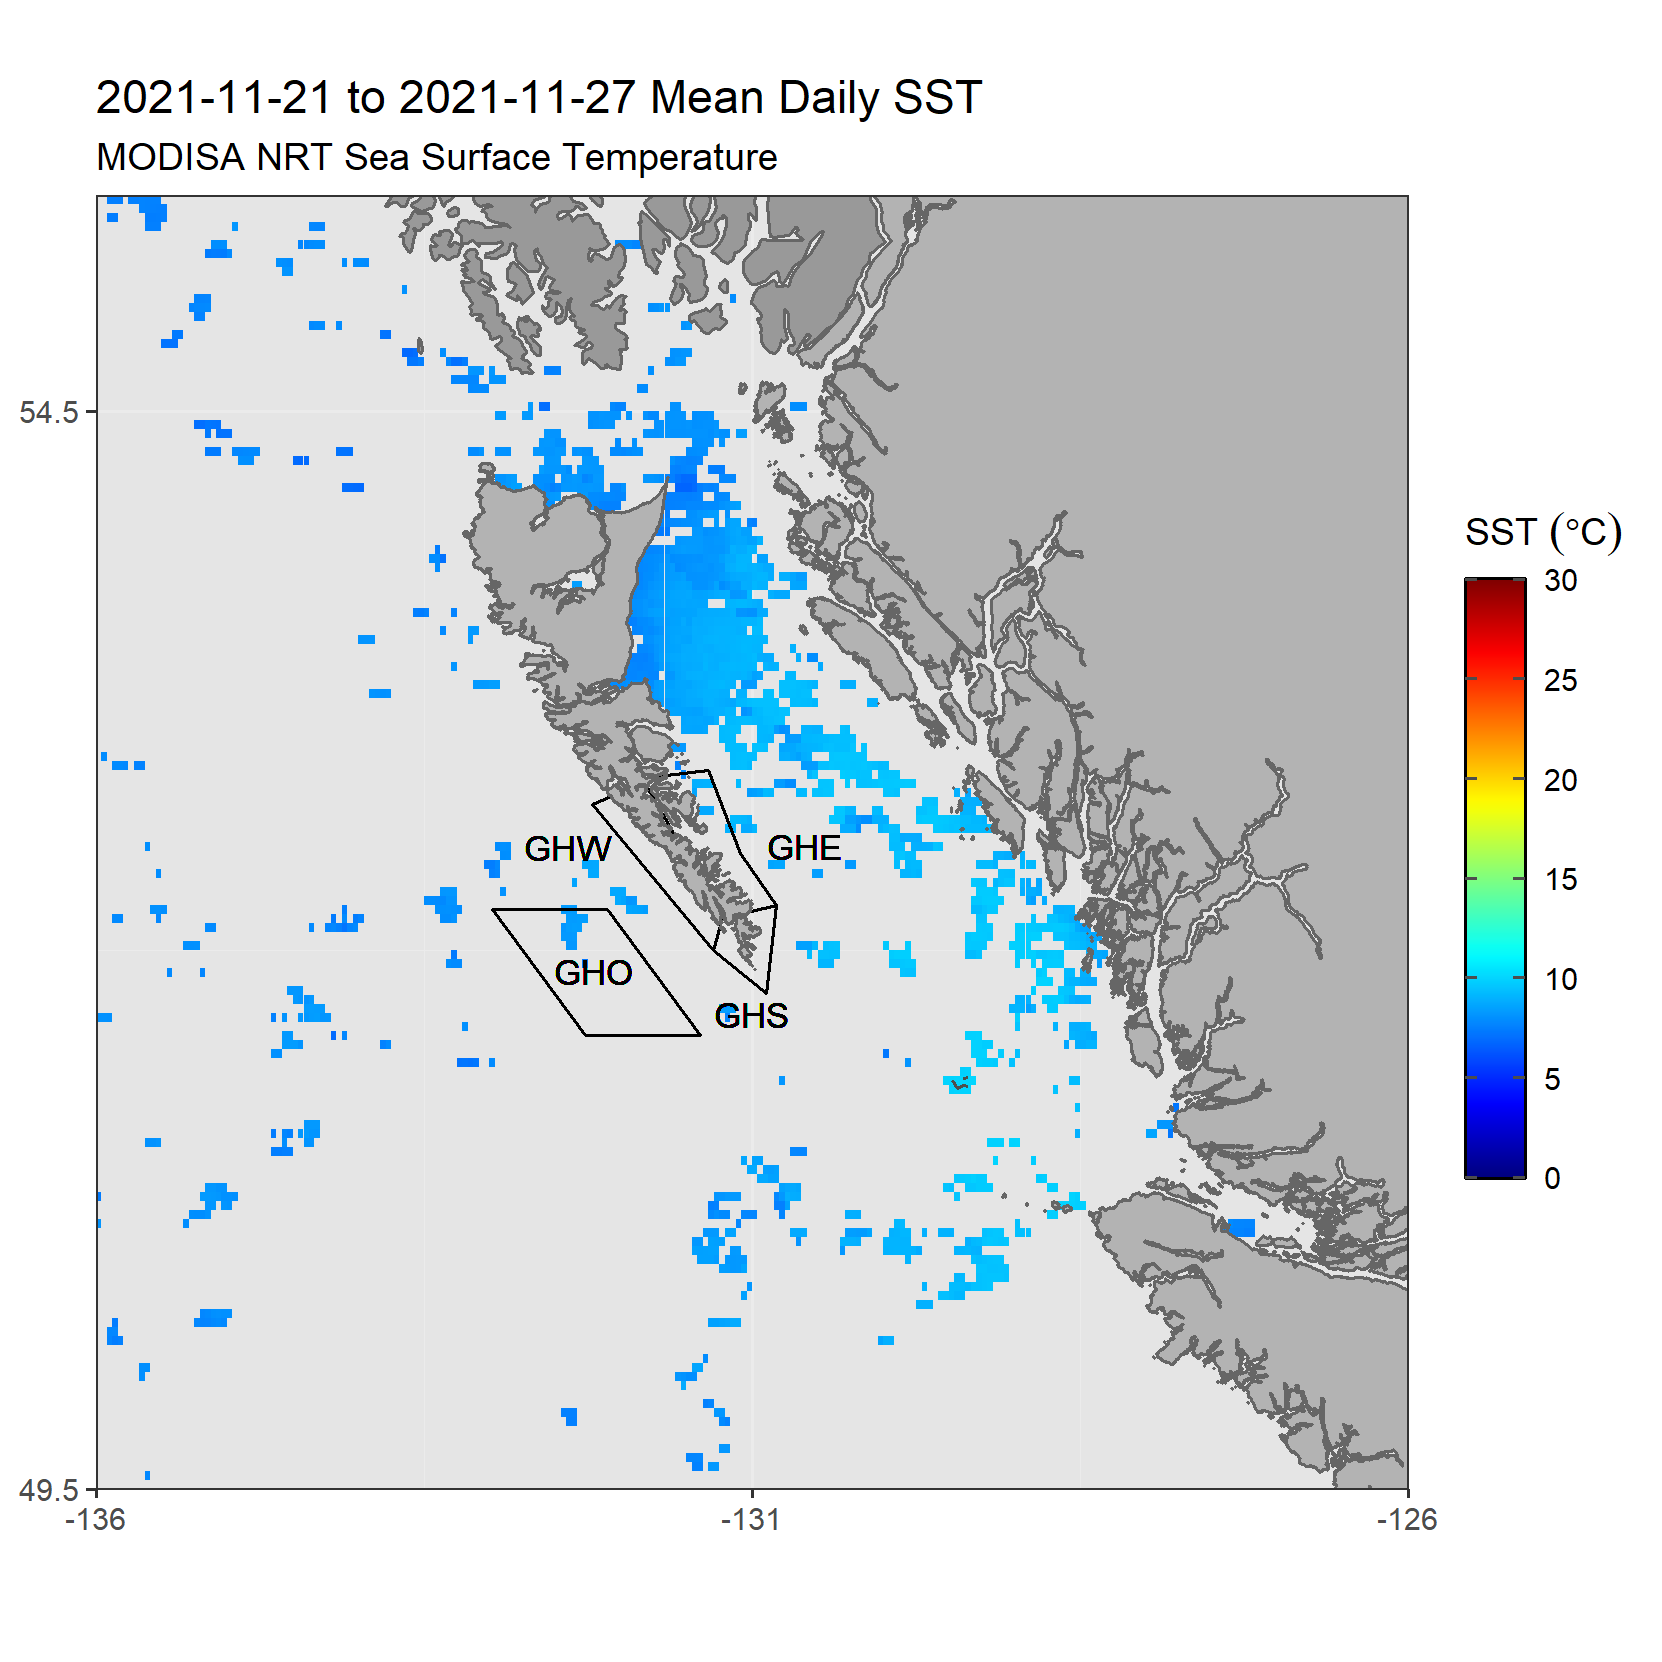 2021-11-21 to 2021-11-27 Mean Daily SST
MODISA NRT Sea Surface Temperature
54.5
49.5
-136
-131
-126
GHW
GHE
GHO
GHS
SST (°C)
30
25
20
15
10
5
0